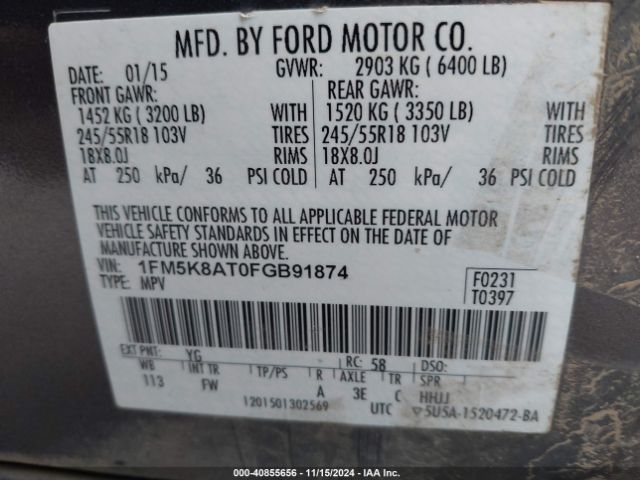 MFD. BY FORD MOTOR CO.
DATE: 01/15 GVWR: 2903 KG ( 6400 LB)
FRONT GAWR: REAR GAWR:
1452 KG ( 3200 LB) WITH 1520 KG ( 3350 LB) WITH
245/55R18 103V TIRES 245/55R18 103V TIRES
18X8.0J RIMS 18X8.0J RIMS
AT 250 kPa/ 36 PSI COLD AT 250 kPa/ 36 PSI COLD
THIS VEHICLE CONFORMS TO ALL APPLICABLE FEDERAL MOTOR
VEHICLE SAFETY STANDARDS IN EFFECT ON THE DATE OF
MANUFACTURE SHOWN ABOVE.
VIN: 1FM5K8AT0FGB91874
TYPE: MPV
F0231
T0397
EXT PNT: YG RC: 58 DSO:
WB INT TR TP/PS R AXLE TR SPR
113 FW A 3E C HHJJ
1201501302569 UTC ▽5U5A-1520472-BA
© - 40855656 - 11/15/2024 - IAA Inc.